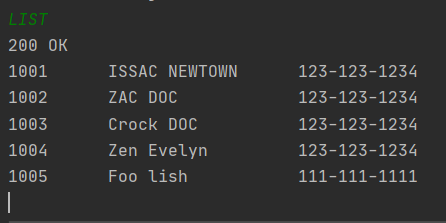 LIST
200 OK
1001 ISSAC NEWTOWN 123-123-1234
1002 ZAC DOC 123-123-1234
1003 Crock DOC 123-123-1234
1004 Zen Evelyn 123-123-1234
1005 Foo lish 111-111-1111